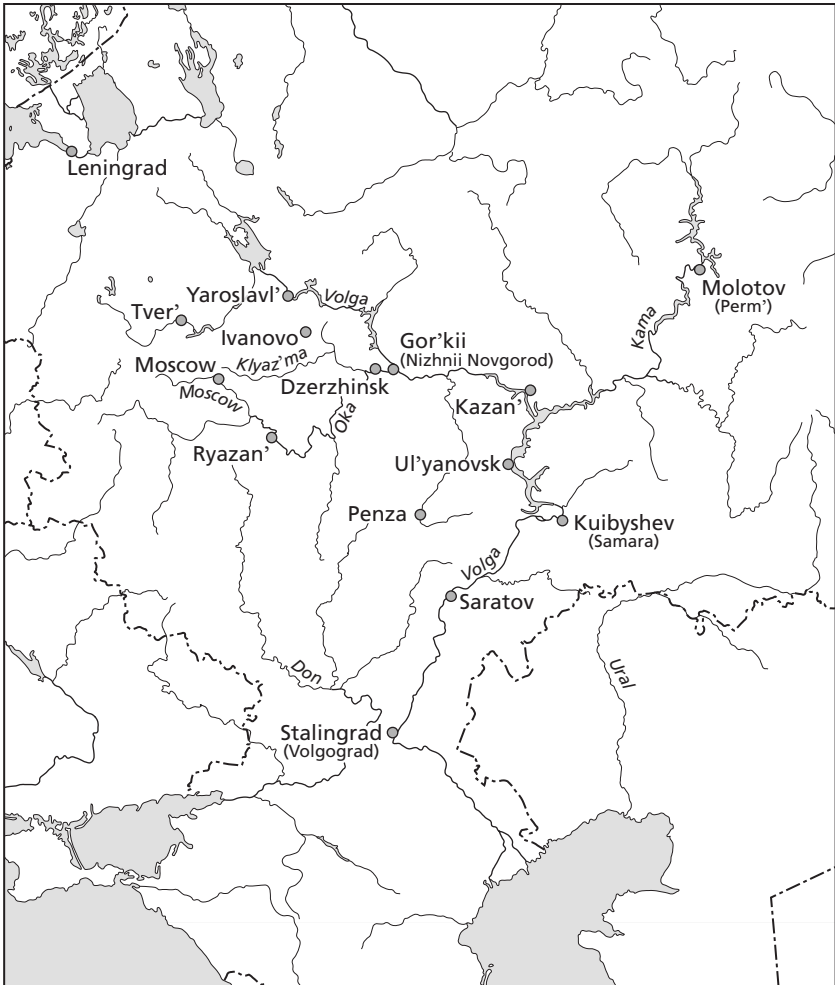 Leningrad
Molotov
(Perm')
Yaroslavl'
Volga
Tver'
Ivanovo
Kama
Gor'kii
(Nizhnii Novgorod)
Moscow
Klyaz'ma
Dzerzhinsk
Moscow
Kazan'
Oka
Ryazan'
Ul'yanovsk
Penza
Kuibyshev
(Samara)
Volga
Saratov
Don
Ural
Stalingrad
(Volgograd)